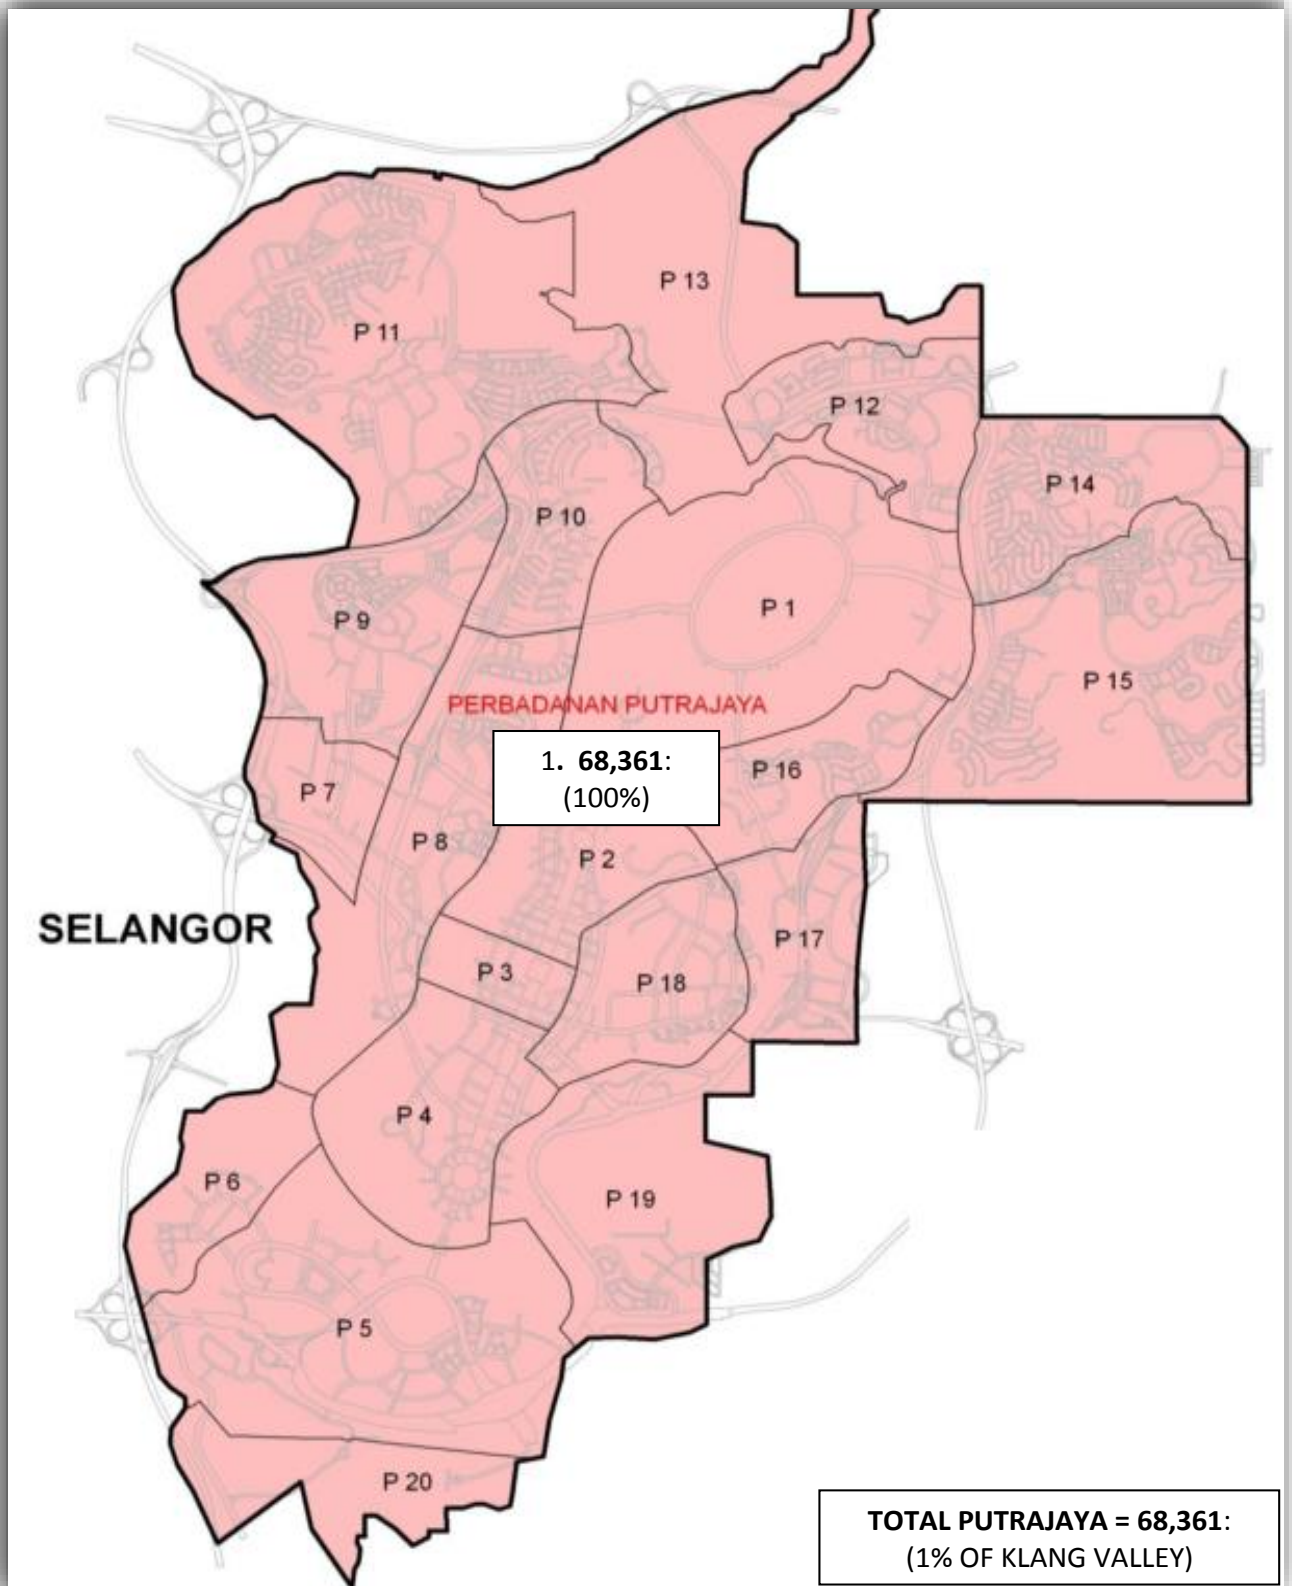 P 13
P 11
P 12
P 14
P 10
P 1
P 9
P 15
PERBADANAN PUTRAJAYA
1. 68,361:
(100%)
P 16
P 7
P 8
P 2
SELANGOR
P 17
P 3
P 18
P 4
P 6
P 19
P 5
P 20
TOTAL PUTRAJAYA = 68,361:
(1% OF KLANG VALLEY)